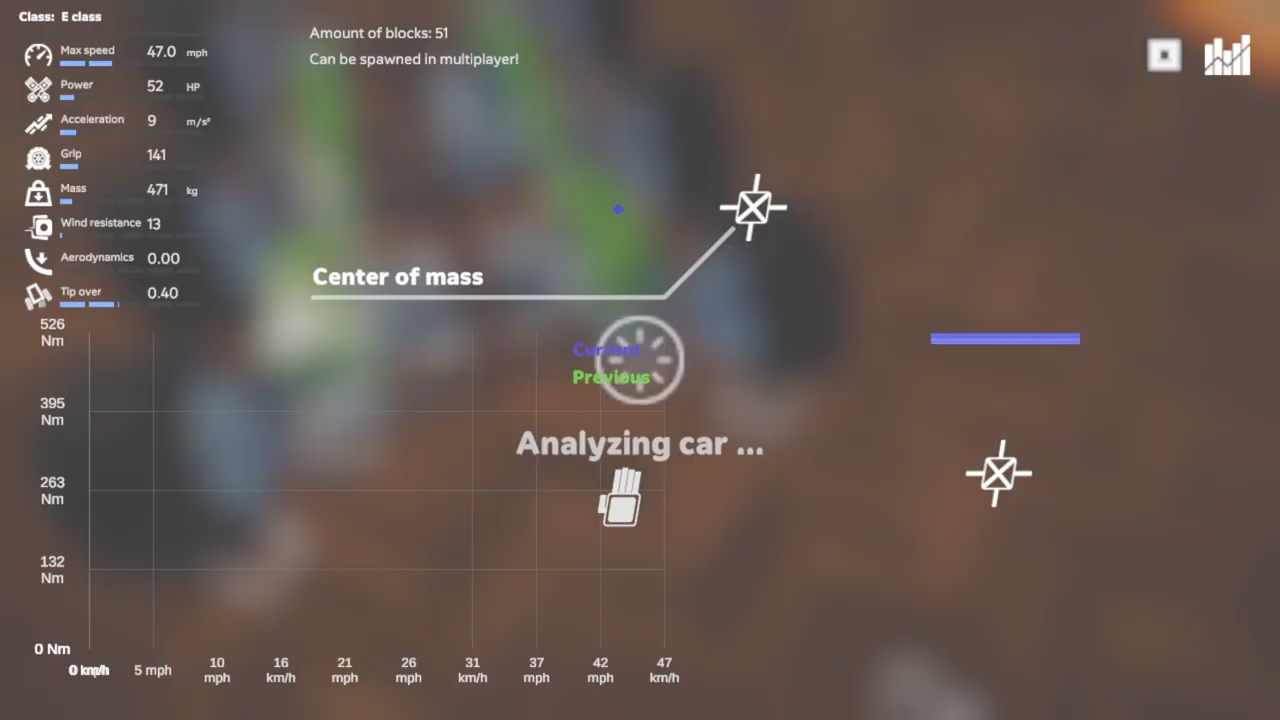 Class: E class
Max speed 47.0 mph
Power 52 HP
Acceleration 9 m/s²
Grip 141
Mass 471 kg
Wind resistance 13
Aerodynamics 0.00
Tip over 0.40
Amount of blocks: 51
Can be spawned in multiplayer!
Center of mass
Current
Previous
Analyzing car ...
526 Nm
395 Nm
263 Nm
132 Nm
0 Nm
5 mph
10 mph
16 km/h
21 mph
26 mph
31 km/h
37 mph
42 mph
47 km/h